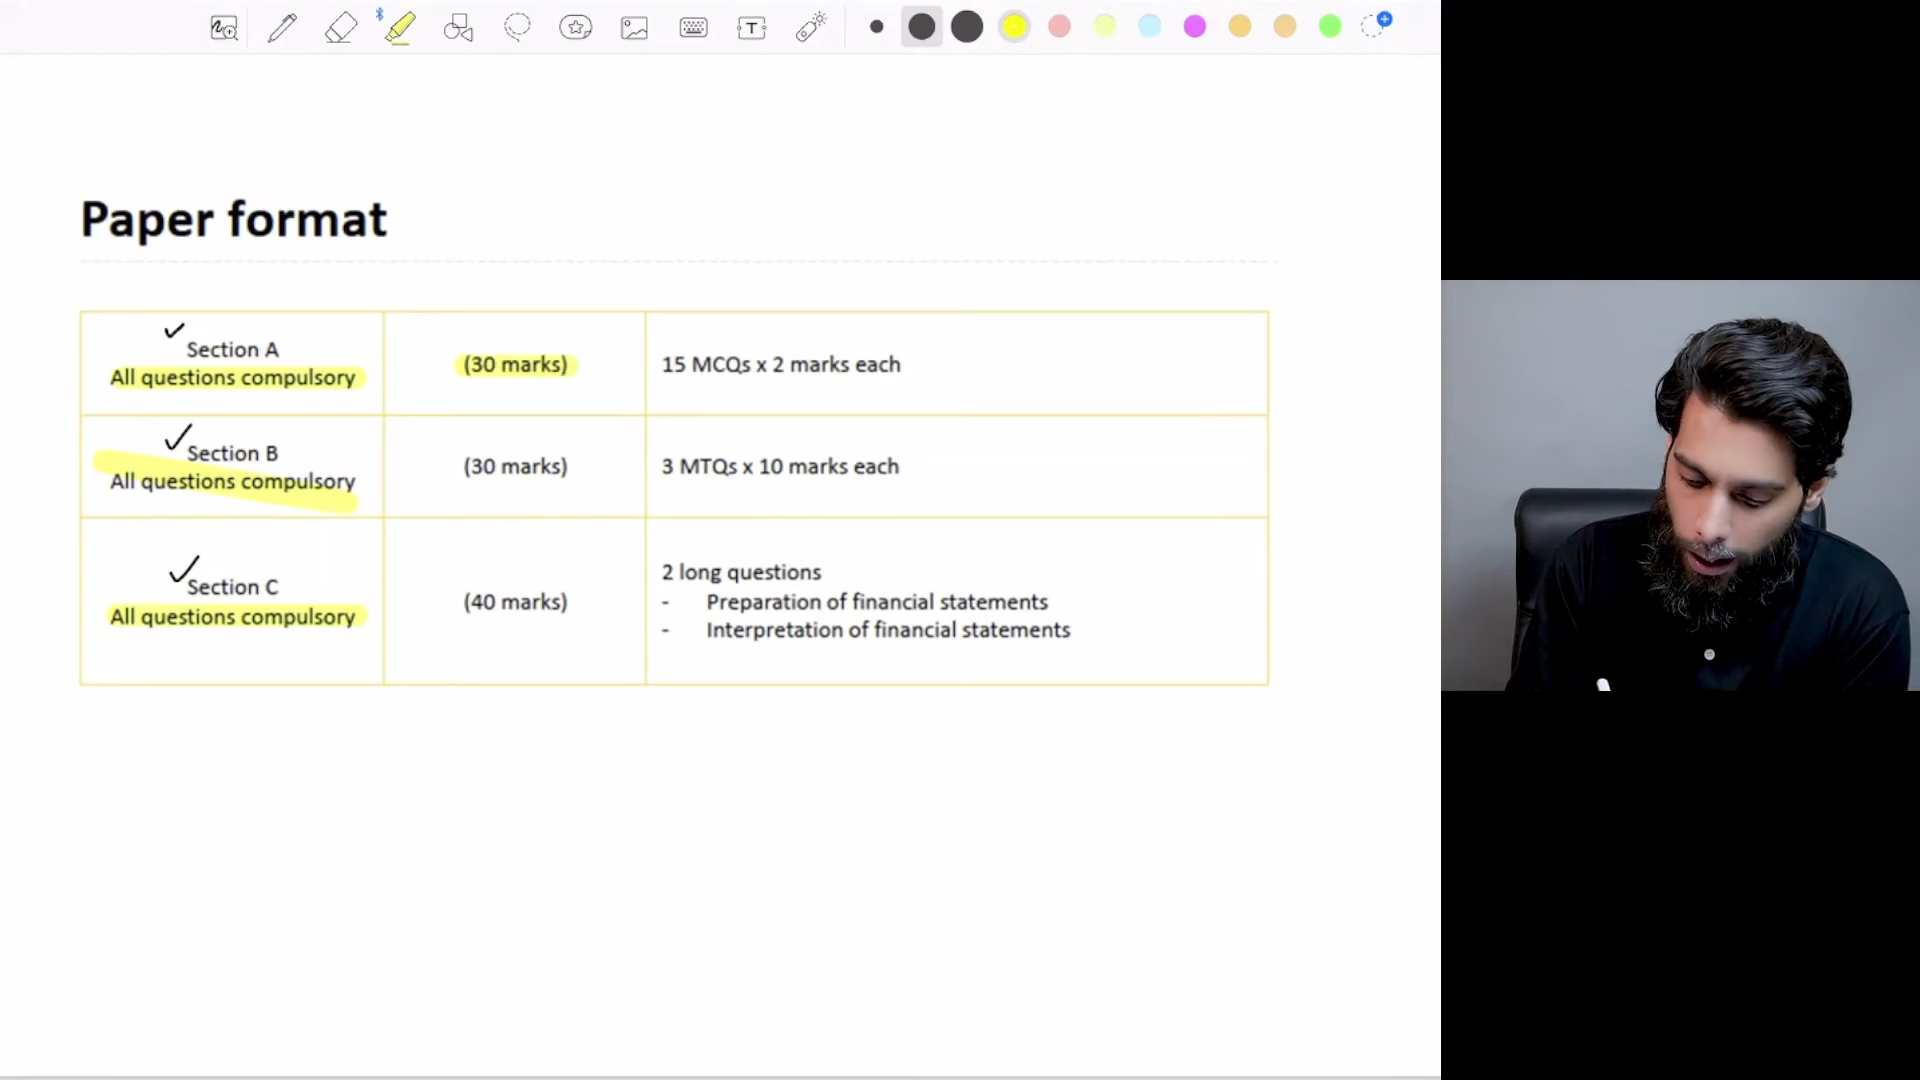 Paper format
Section A
All questions compulsory
(30 marks)
15 MCQs x 2 marks each
Section B
All questions compulsory
(30 marks)
3 MTQs x 10 marks each
Section C
All questions compulsory
(40 marks)
2 long questions
- Preparation of financial statements
- Interpretation of financial statements